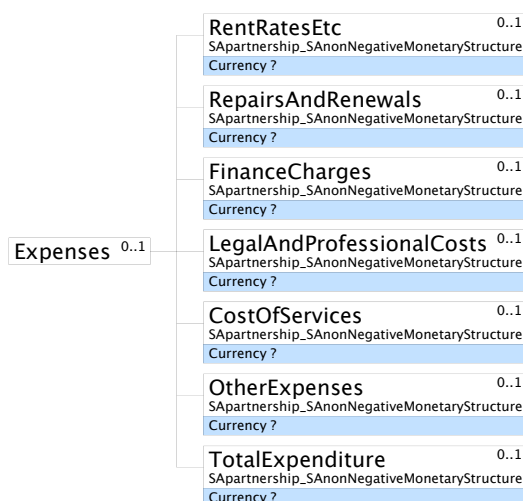 RentRatesEtc 0..1
SApartnership_SAnonNegativeMonetaryStructure
Currency ?
RepairsAndRenewals 0..1
SApartnership_SAnonNegativeMonetaryStructure
Currency ?
FinanceCharges 0..1
SApartnership_SAnonNegativeMonetaryStructure
Currency ?
Expenses 0..1
LegalAndProfessionalCosts 0..1
SApartnership_SAnonNegativeMonetaryStructure
Currency ?
CostOfServices 0..1
SApartnership_SAnonNegativeMonetaryStructure
Currency ?
OtherExpenses 0..1
SApartnership_SAnonNegativeMonetaryStructure
Currency ?
TotalExpenditure 0..1
SApartnership_SAnonNegativeMonetaryStructure
Currency ?